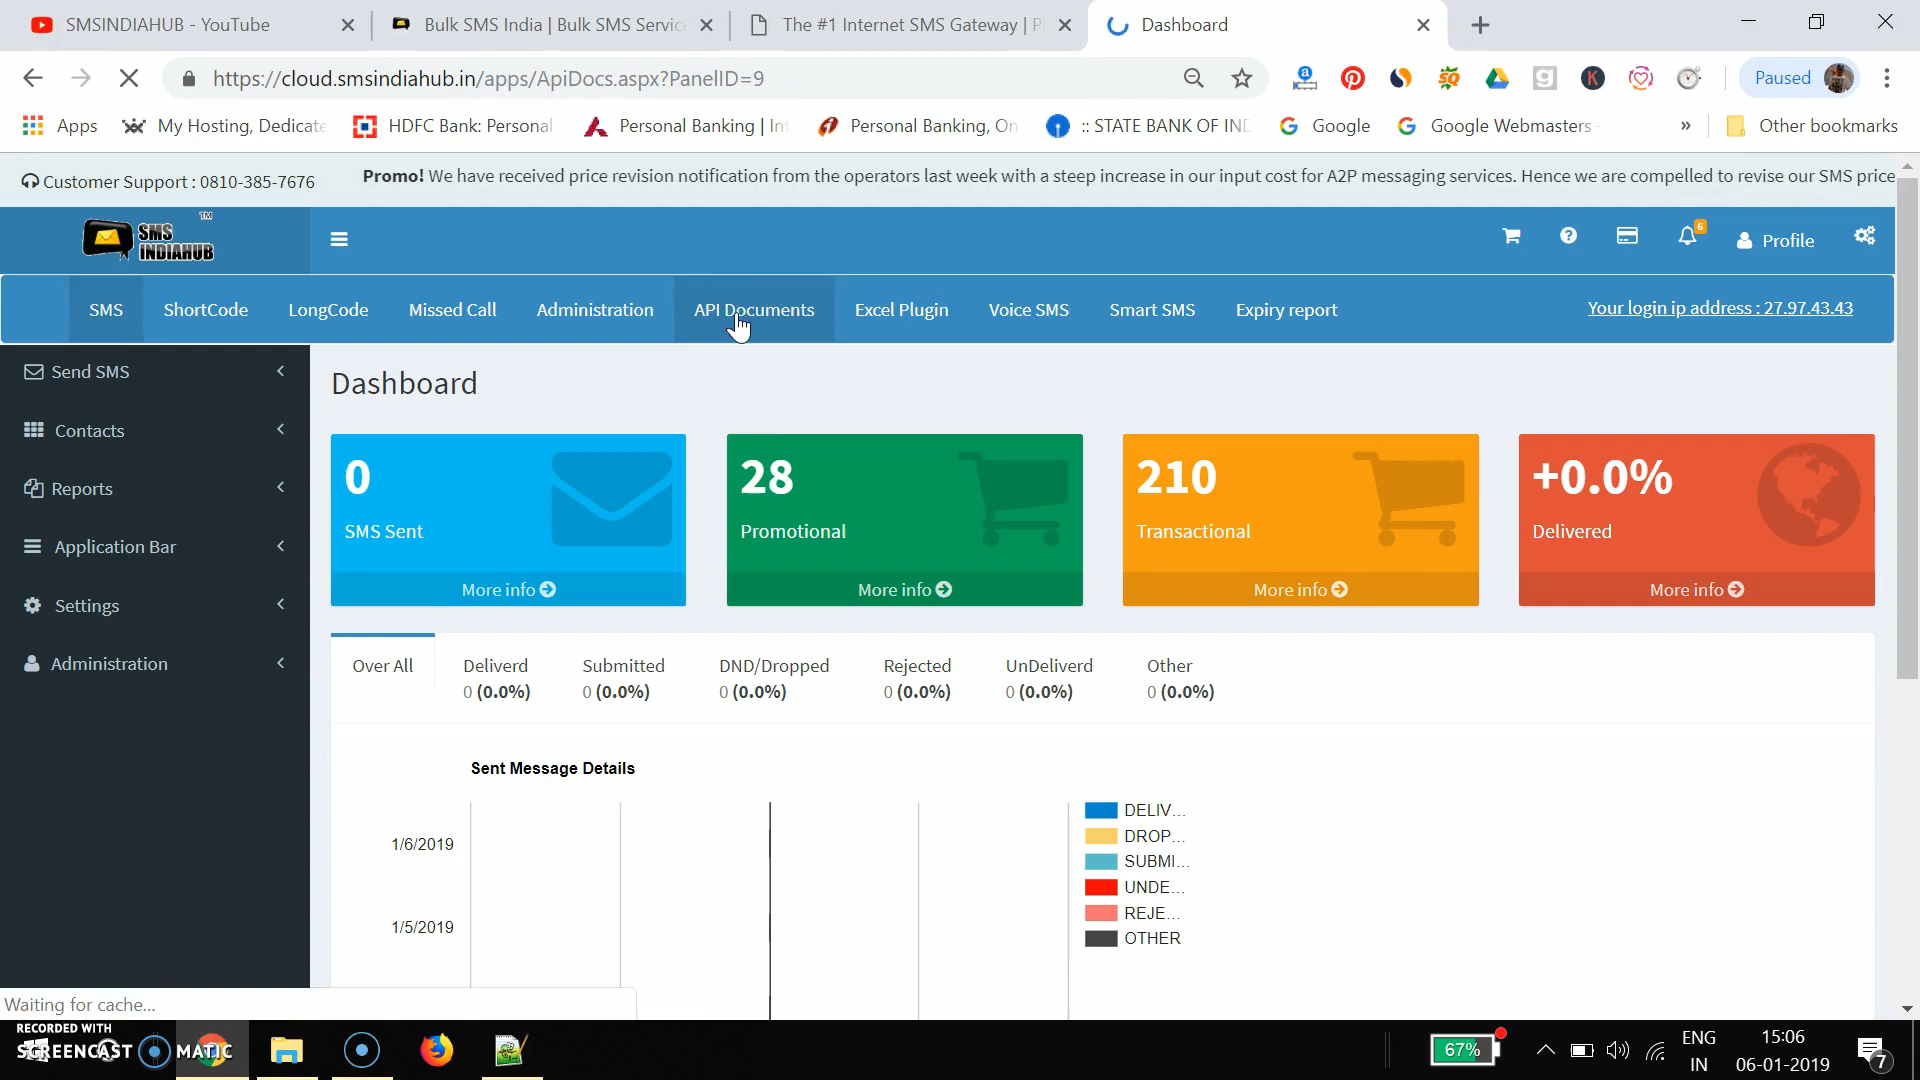 SMSINDIAHUB - YouTube
Bulk SMS India | Bulk SMS Servic
The #1 Internet SMS Gateway | P
Dashboard
https://cloud.smsindiahub.in/apps/ApiDocs.aspx?PanelID=9
Paused
Apps
My Hosting, Dedicate
HDFC Bank: Personal
Personal Banking | Int
Personal Banking, On
:: STATE BANK OF IND
Google
Google Webmasters
»
Other bookmarks
Customer Support : 0810-385-7676
Promo! We have received price revision notification from the operators last week with a steep increase in our input cost for A2P messaging services. Hence we are compelled to revise our SMS price
SMS
INDIAHUB
TM
6
Profile
SMS
ShortCode
LongCode
Missed Call
Administration
API Documents
Excel Plugin
Voice SMS
Smart SMS
Expiry report
Your login ip address : 27.97.43.43
Send SMS
Contacts
Reports
Application Bar
Settings
Administration
Dashboard
0
SMS Sent
More info
28
Promotional
More info
210
Transactional
More info
+0.0%
Delivered
More info
Over All
Deliverd
0 (0.0%)
Submitted
0 (0.0%)
DND/Dropped
0 (0.0%)
Rejected
0 (0.0%)
UnDeliverd
0 (0.0%)
Other
0 (0.0%)
Sent Message Details
1/6/2019
1/5/2019
DELIV...
DROP...
SUBMI...
UNDE...
REJE...
OTHER
Waiting for cache...
RECORDED WITH
SCREENCAST MATIC
67%
ENG
IN
15:06
06-01-2019
7